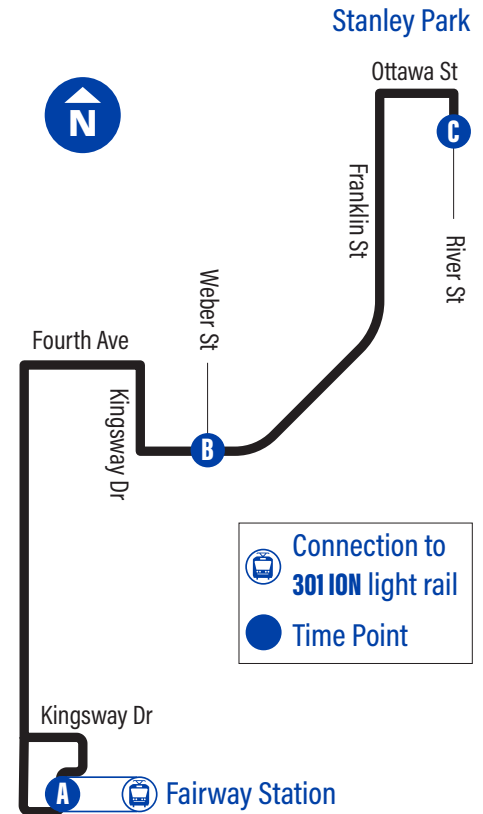 Stanley Park
Ottawa St
N
C
Franklin St
River St
Weber St
Fourth Ave
Kingsway Dr
B
Connection to
301 ION light rail
Time Point
Kingsway Dr
A
Fairway Station